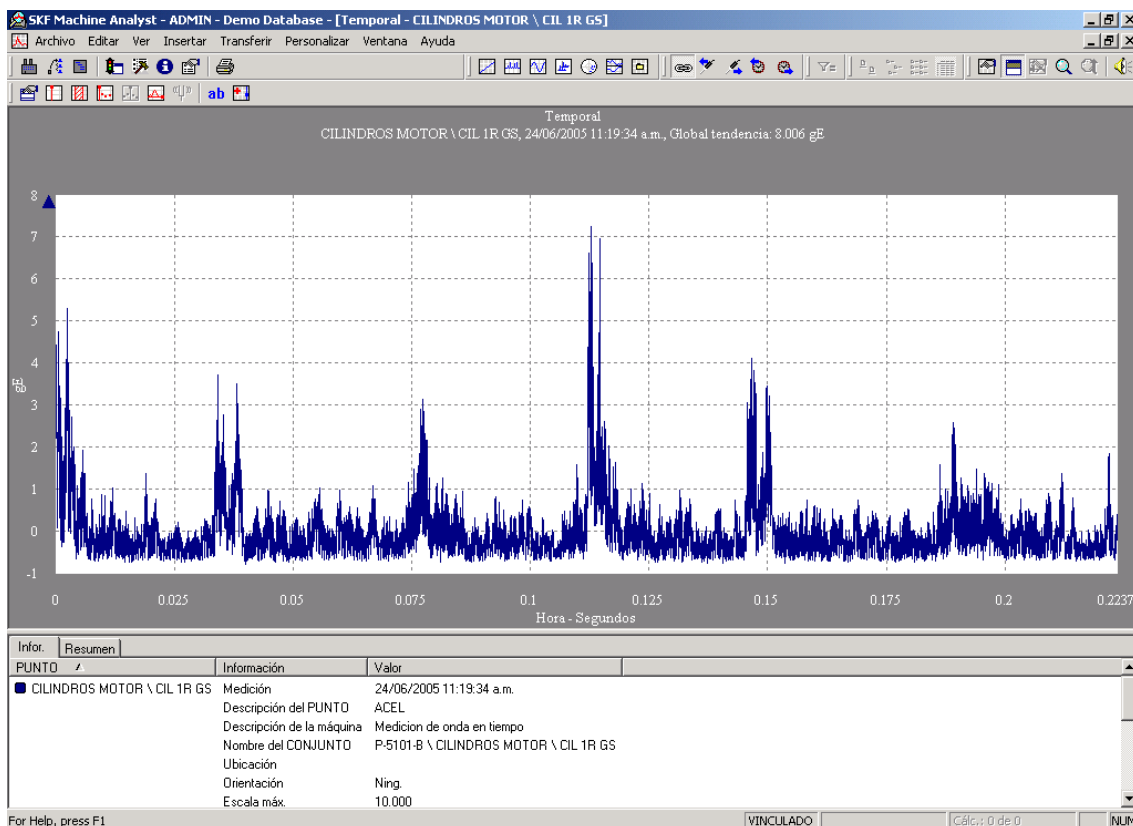 SKF Machine Analyst - ADMIN - Demo Database - [Temporal - CILINDROS MOTOR \ CIL 1R GS]
Archivo Editar Ver Insertar Transferir Personalizar Ventana Ayuda
ab
Temporal
CILINDROS MOTOR \ CIL 1R GS, 24/06/2005 11:19:34 a.m., Global tendencia: 8.006 gE
8
7
6
5
4
gE
3
2
1
0
-1
0 0.025 0.05 0.075 0.1 0.125 0.15 0.175 0.2 0.2237
Hora - Segundos
Infor. Resumen
PUNTO Información Valor
CILINDROS MOTOR \ CIL 1R GS Medición 24/06/2005 11:19:34 a.m.
Descripción del PUNTO ACEL
Descripción de la máquina Medicion de onda en tiempo
Nombre del CONJUNTO P-5101-B \ CILINDROS MOTOR \ CIL 1R GS
Ubicación
Orientación Ning.
Escala máx. 10.000
For Help, press F1 VINCULADO Cálc.: 0 de 0 NUM